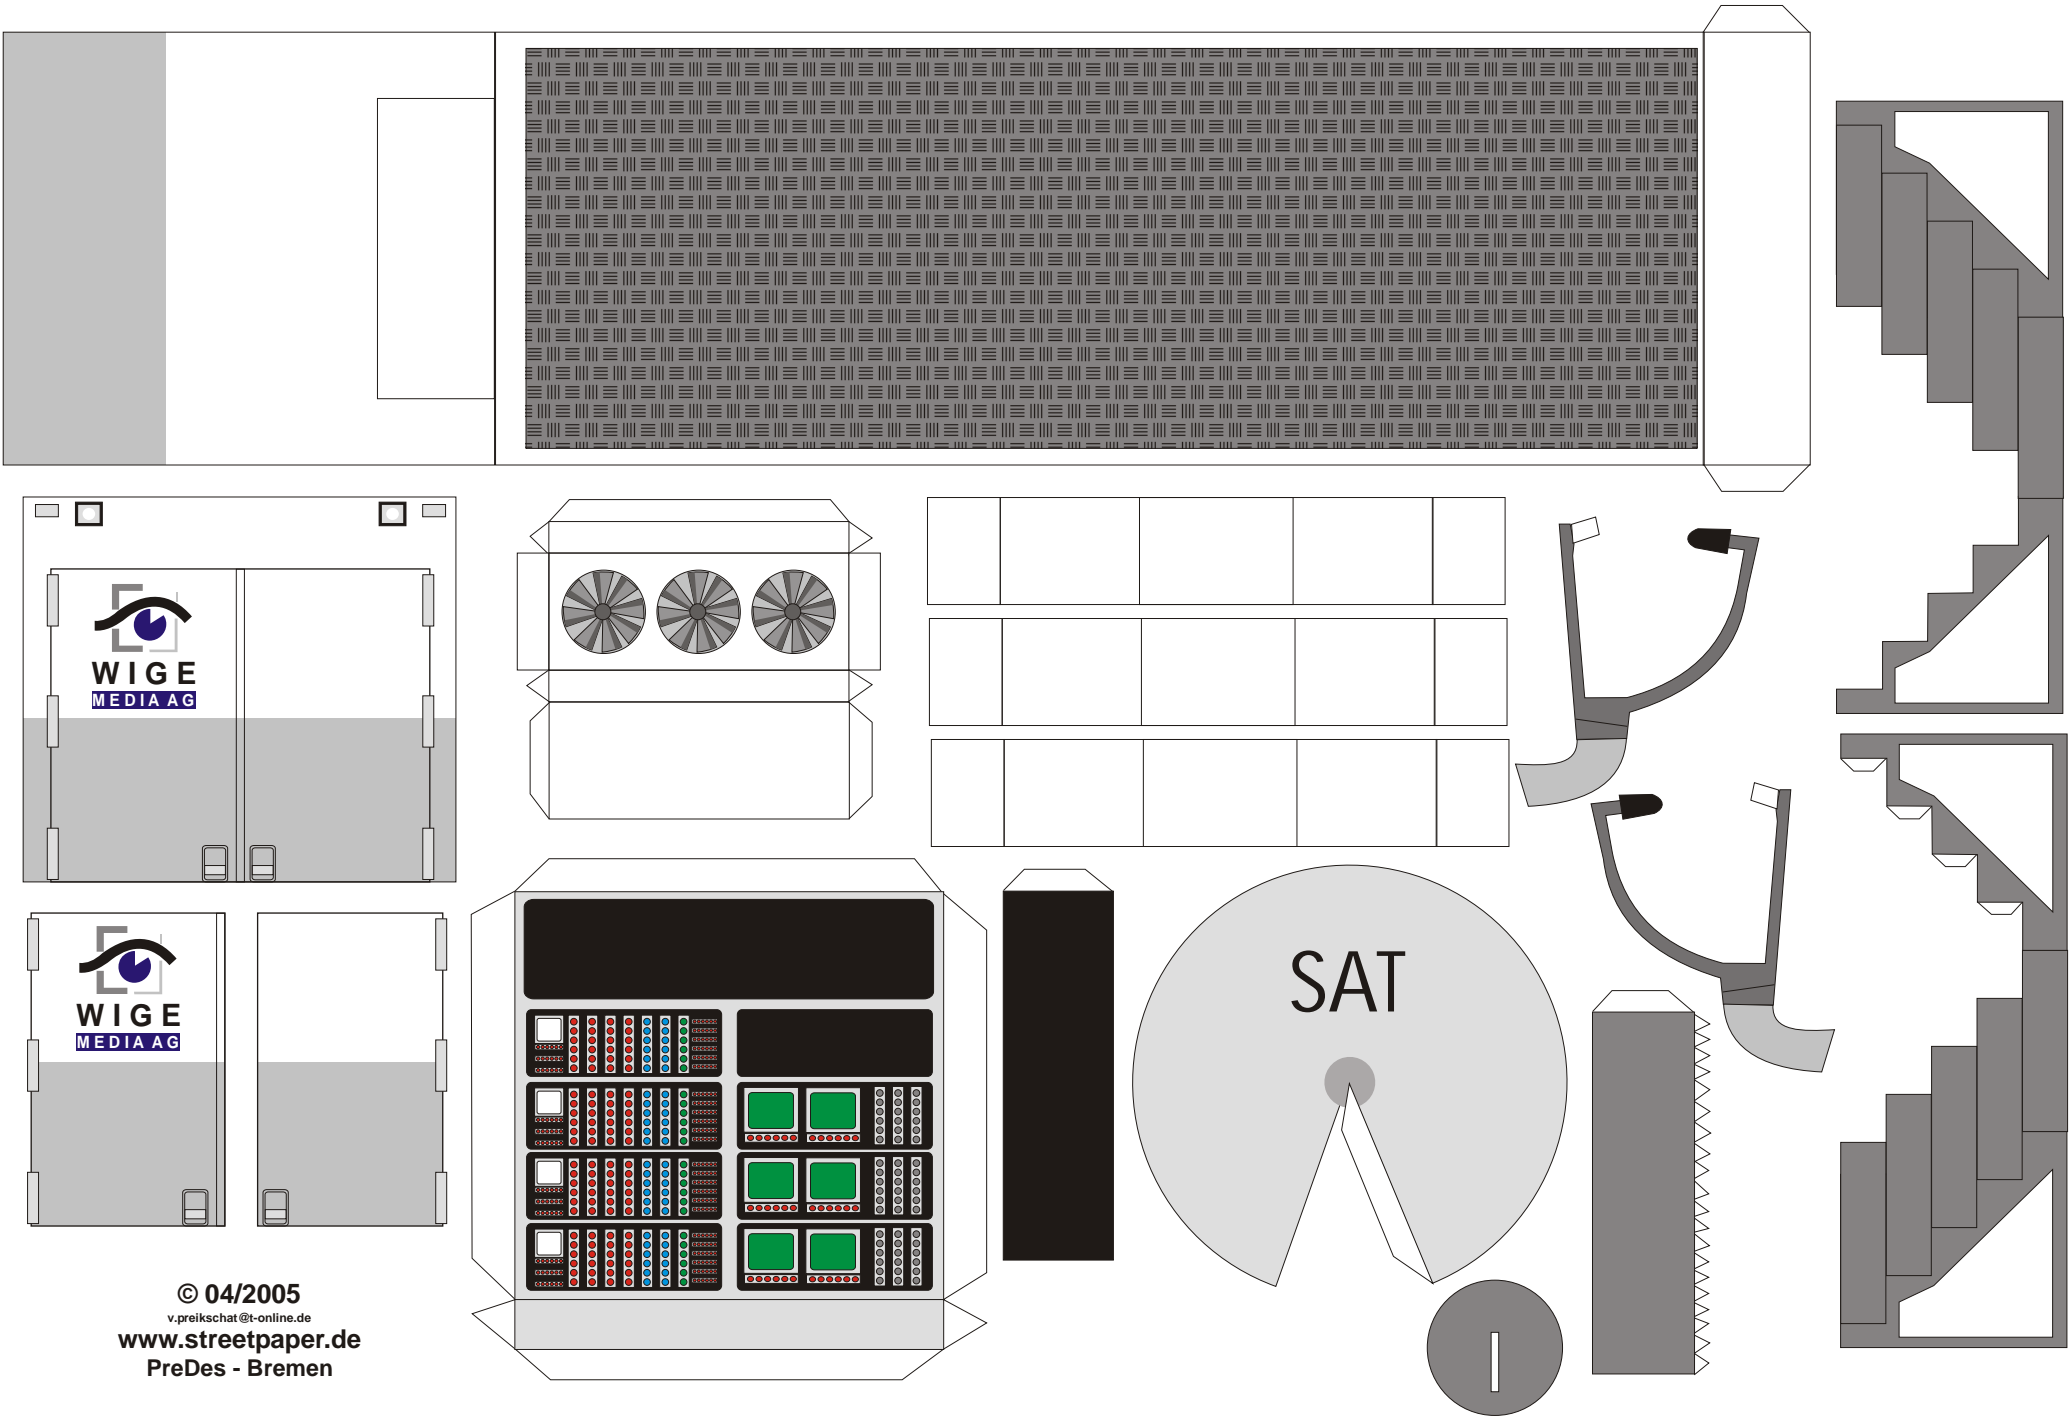 WIGE
MEDIA AG
WIGE
MEDIA AG
SAT
© 04/2005
v.preikschat@t-online.de
www.streetpaper.de
PreDes - Bremen